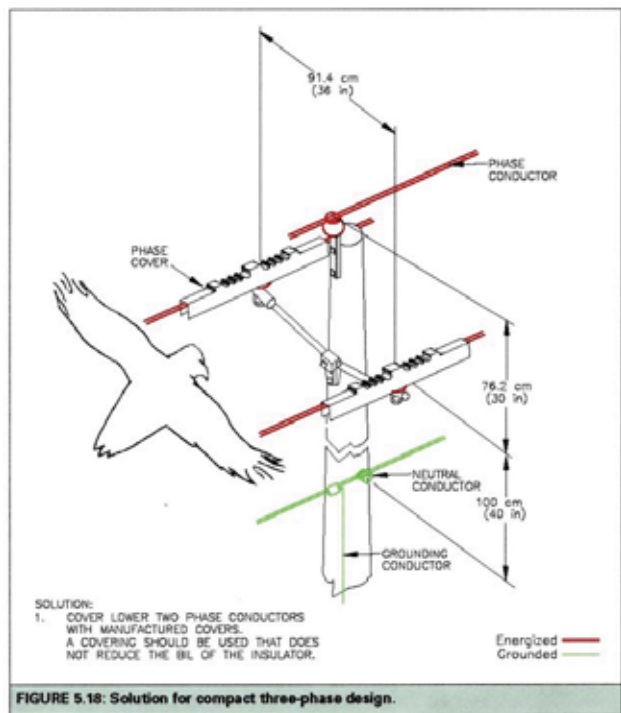 91.4 cm
(36 in)
PHASE
CONDUCTOR
PHASE
COVER
76.2 cm
(30 in)
NEUTRAL
CONDUCTOR
100 cm
(40 in)
GROUNDING
CONDUCTOR
SOLUTION:
1. COVER LOWER TWO PHASE CONDUCTORS
WITH MANUFACTURED COVERS.
A COVERING SHOULD BE USED THAT DOES
NOT REDUCE THE BIL OF THE INSULATOR.
Energized
Grounded
FIGURE 5.18: Solution for compact three-phase design.